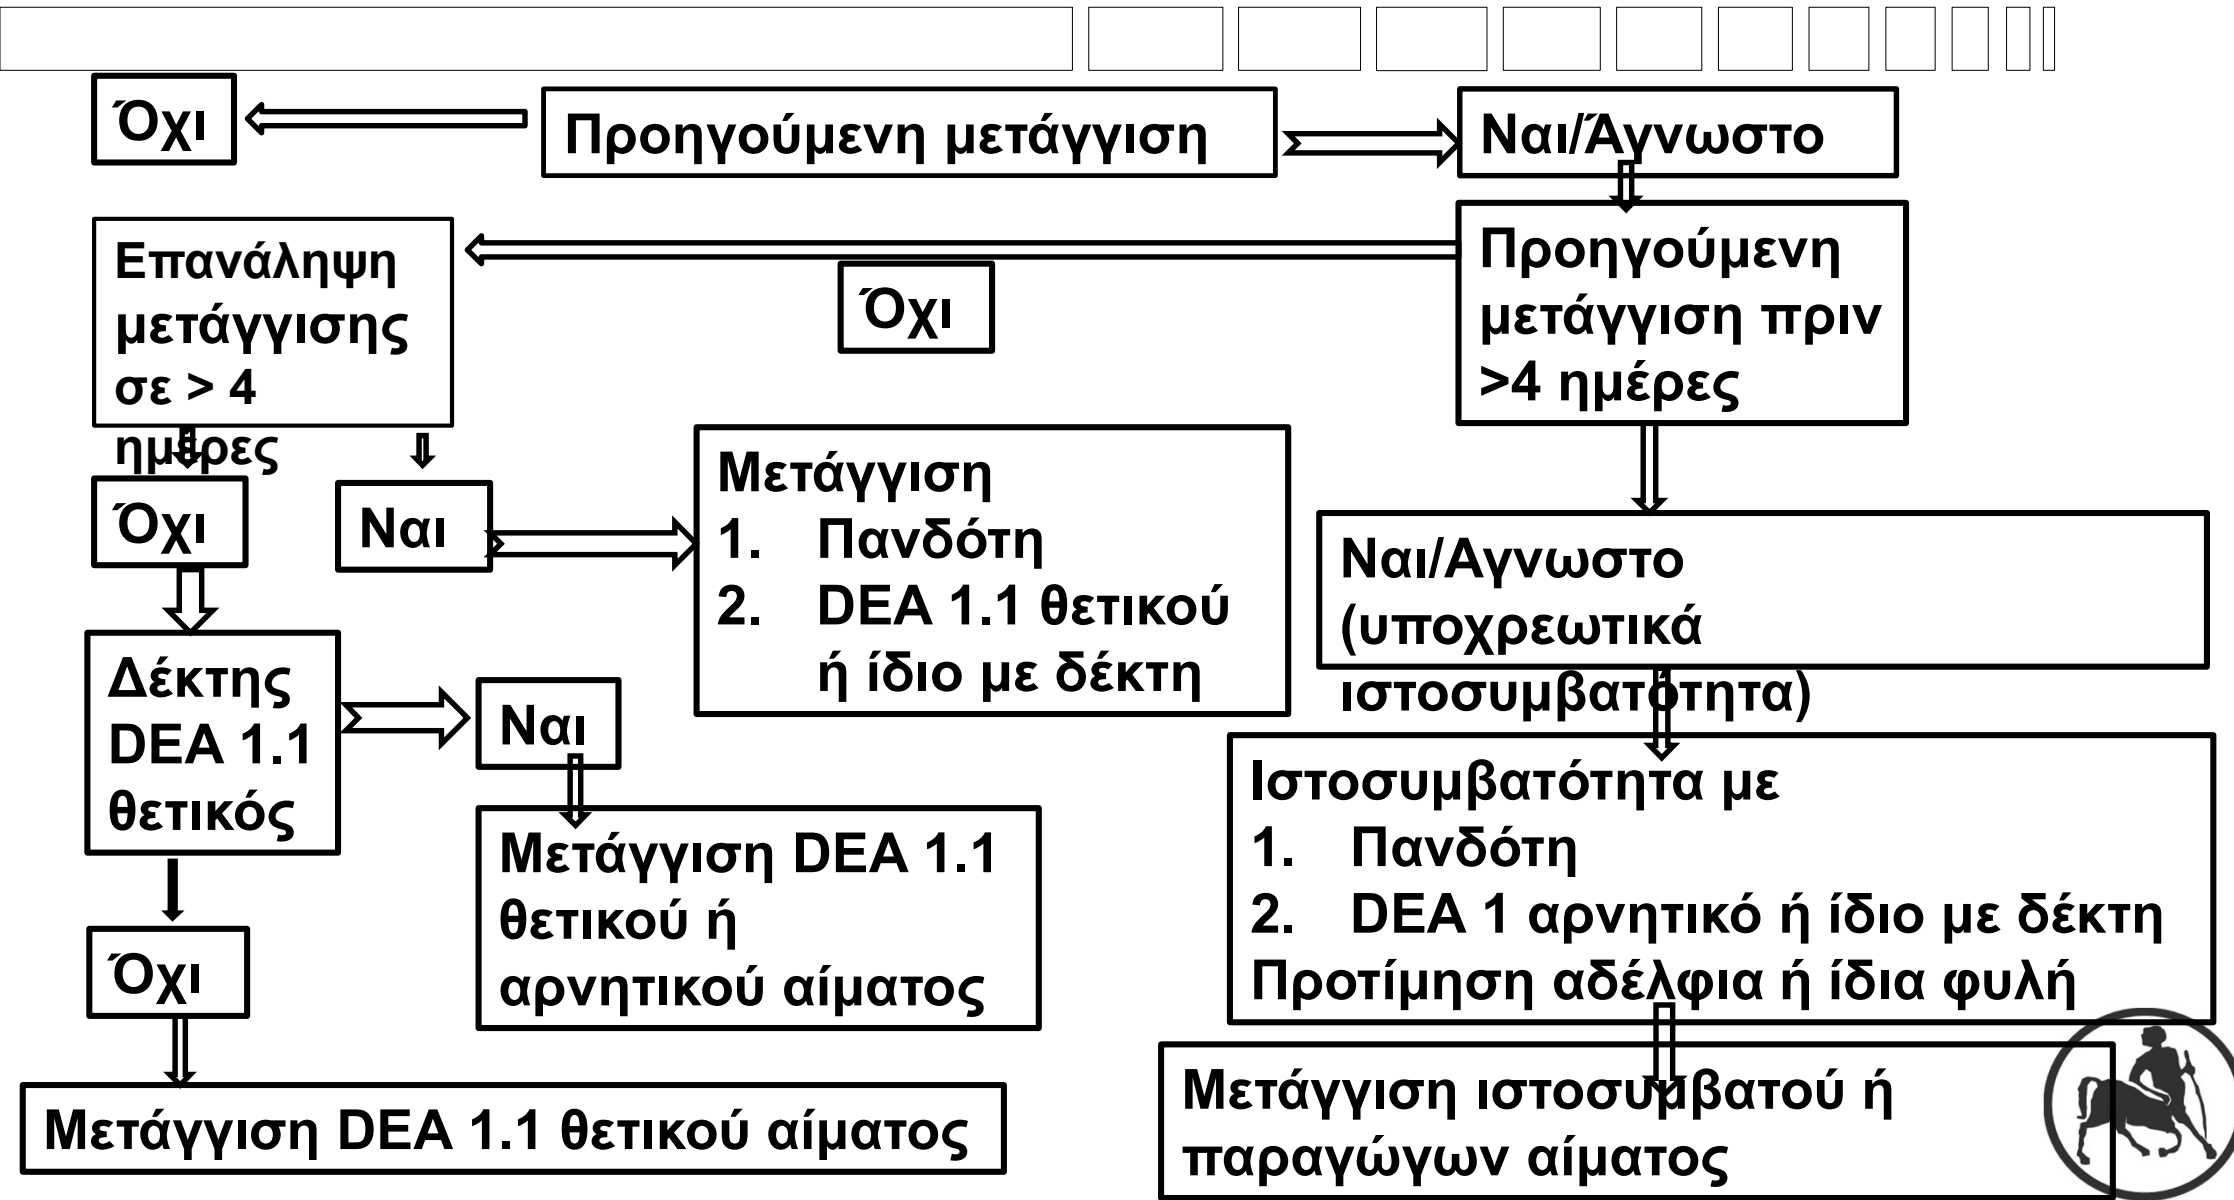 Όχι
Προηγούμενη μετάγγιση
Ναι/Άγνωστο
Επανάληψη
μετάγγισης
σε > 4
ημέρες
Όχι
Προηγούμενη
μετάγγιση πριν
>4 ημέρες
Όχι
Ναι
Μετάγγιση
1. Πανδότη
2. DEA 1.1 θετικού
ή ίδιο με δέκτη
Ναι/Αγνωστο
(υποχρεωτικά
ιστοσυμβατότητα)
Δέκτης
DEA 1.1
θετικός
Ναι
Μετάγγιση DEA 1.1
θετικού ή
αρνητικού αίματος
Ιστοσυμβατότητα με
1. Πανδότη
2. DEA 1 αρνητικό ή ίδιο με δέκτη
Προτίμηση αδέλφια ή ίδια φυλή
Όχι
Μετάγγιση DEA 1.1 θετικού αίματος
Μετάγγιση ιστοσυμβατού ή
παραγώγων αίματος